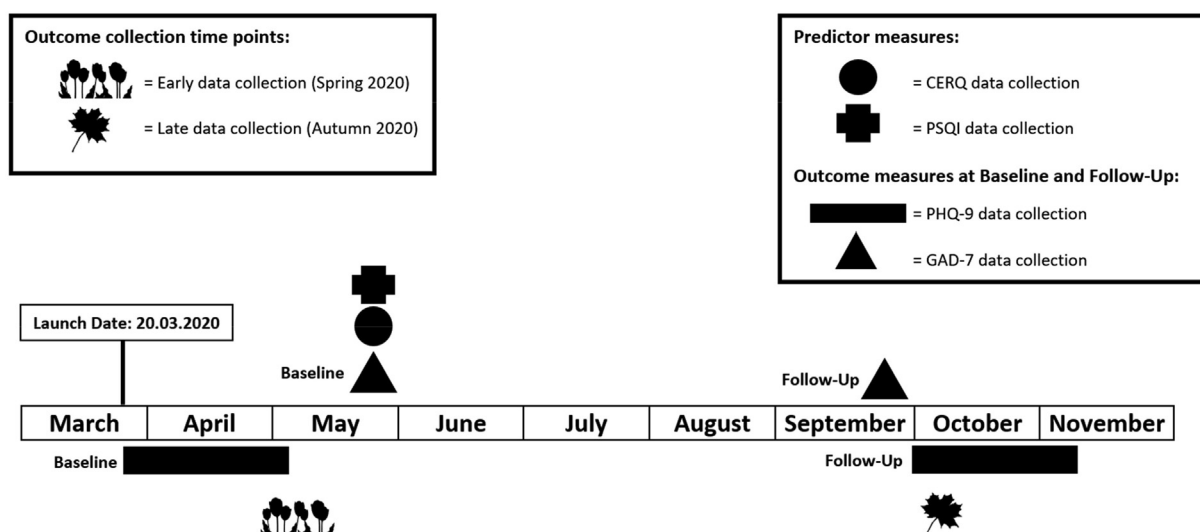 Outcome collection time points:
= Early data collection (Spring 2020)
= Late data collection (Autumn 2020)
Predictor measures:
= CERQ data collection
= PSQI data collection
Outcome measures at Baseline and Follow-Up:
= PHQ-9 data collection
= GAD-7 data collection
Launch Date: 20.03.2020
Baseline
Follow-Up
March April May June July August September October November
Baseline
Follow-Up